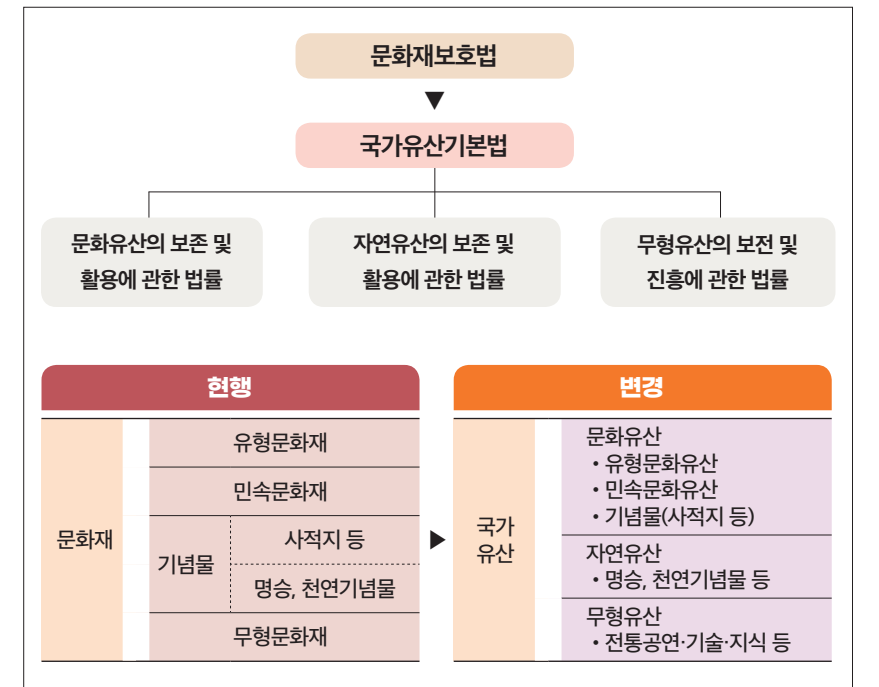 문화재보호법
▼
국가유산기본법
문화유산의 보존 및
활용에 관한 법률
자연유산의 보존 및
활용에 관한 법률
무형유산의 보전 및
진흥에 관한 법률
현행
문화재
유형문화재
민속문화재
기념물
사적지 등
명승, 천연기념물
무형문화재
▶
변경
국가
유산
문화유산
• 유형문화유산
• 민속문화유산
• 기념물(사적지 등)
자연유산
• 명승, 천연기념물 등
무형유산
• 전통공연·기술·지식 등